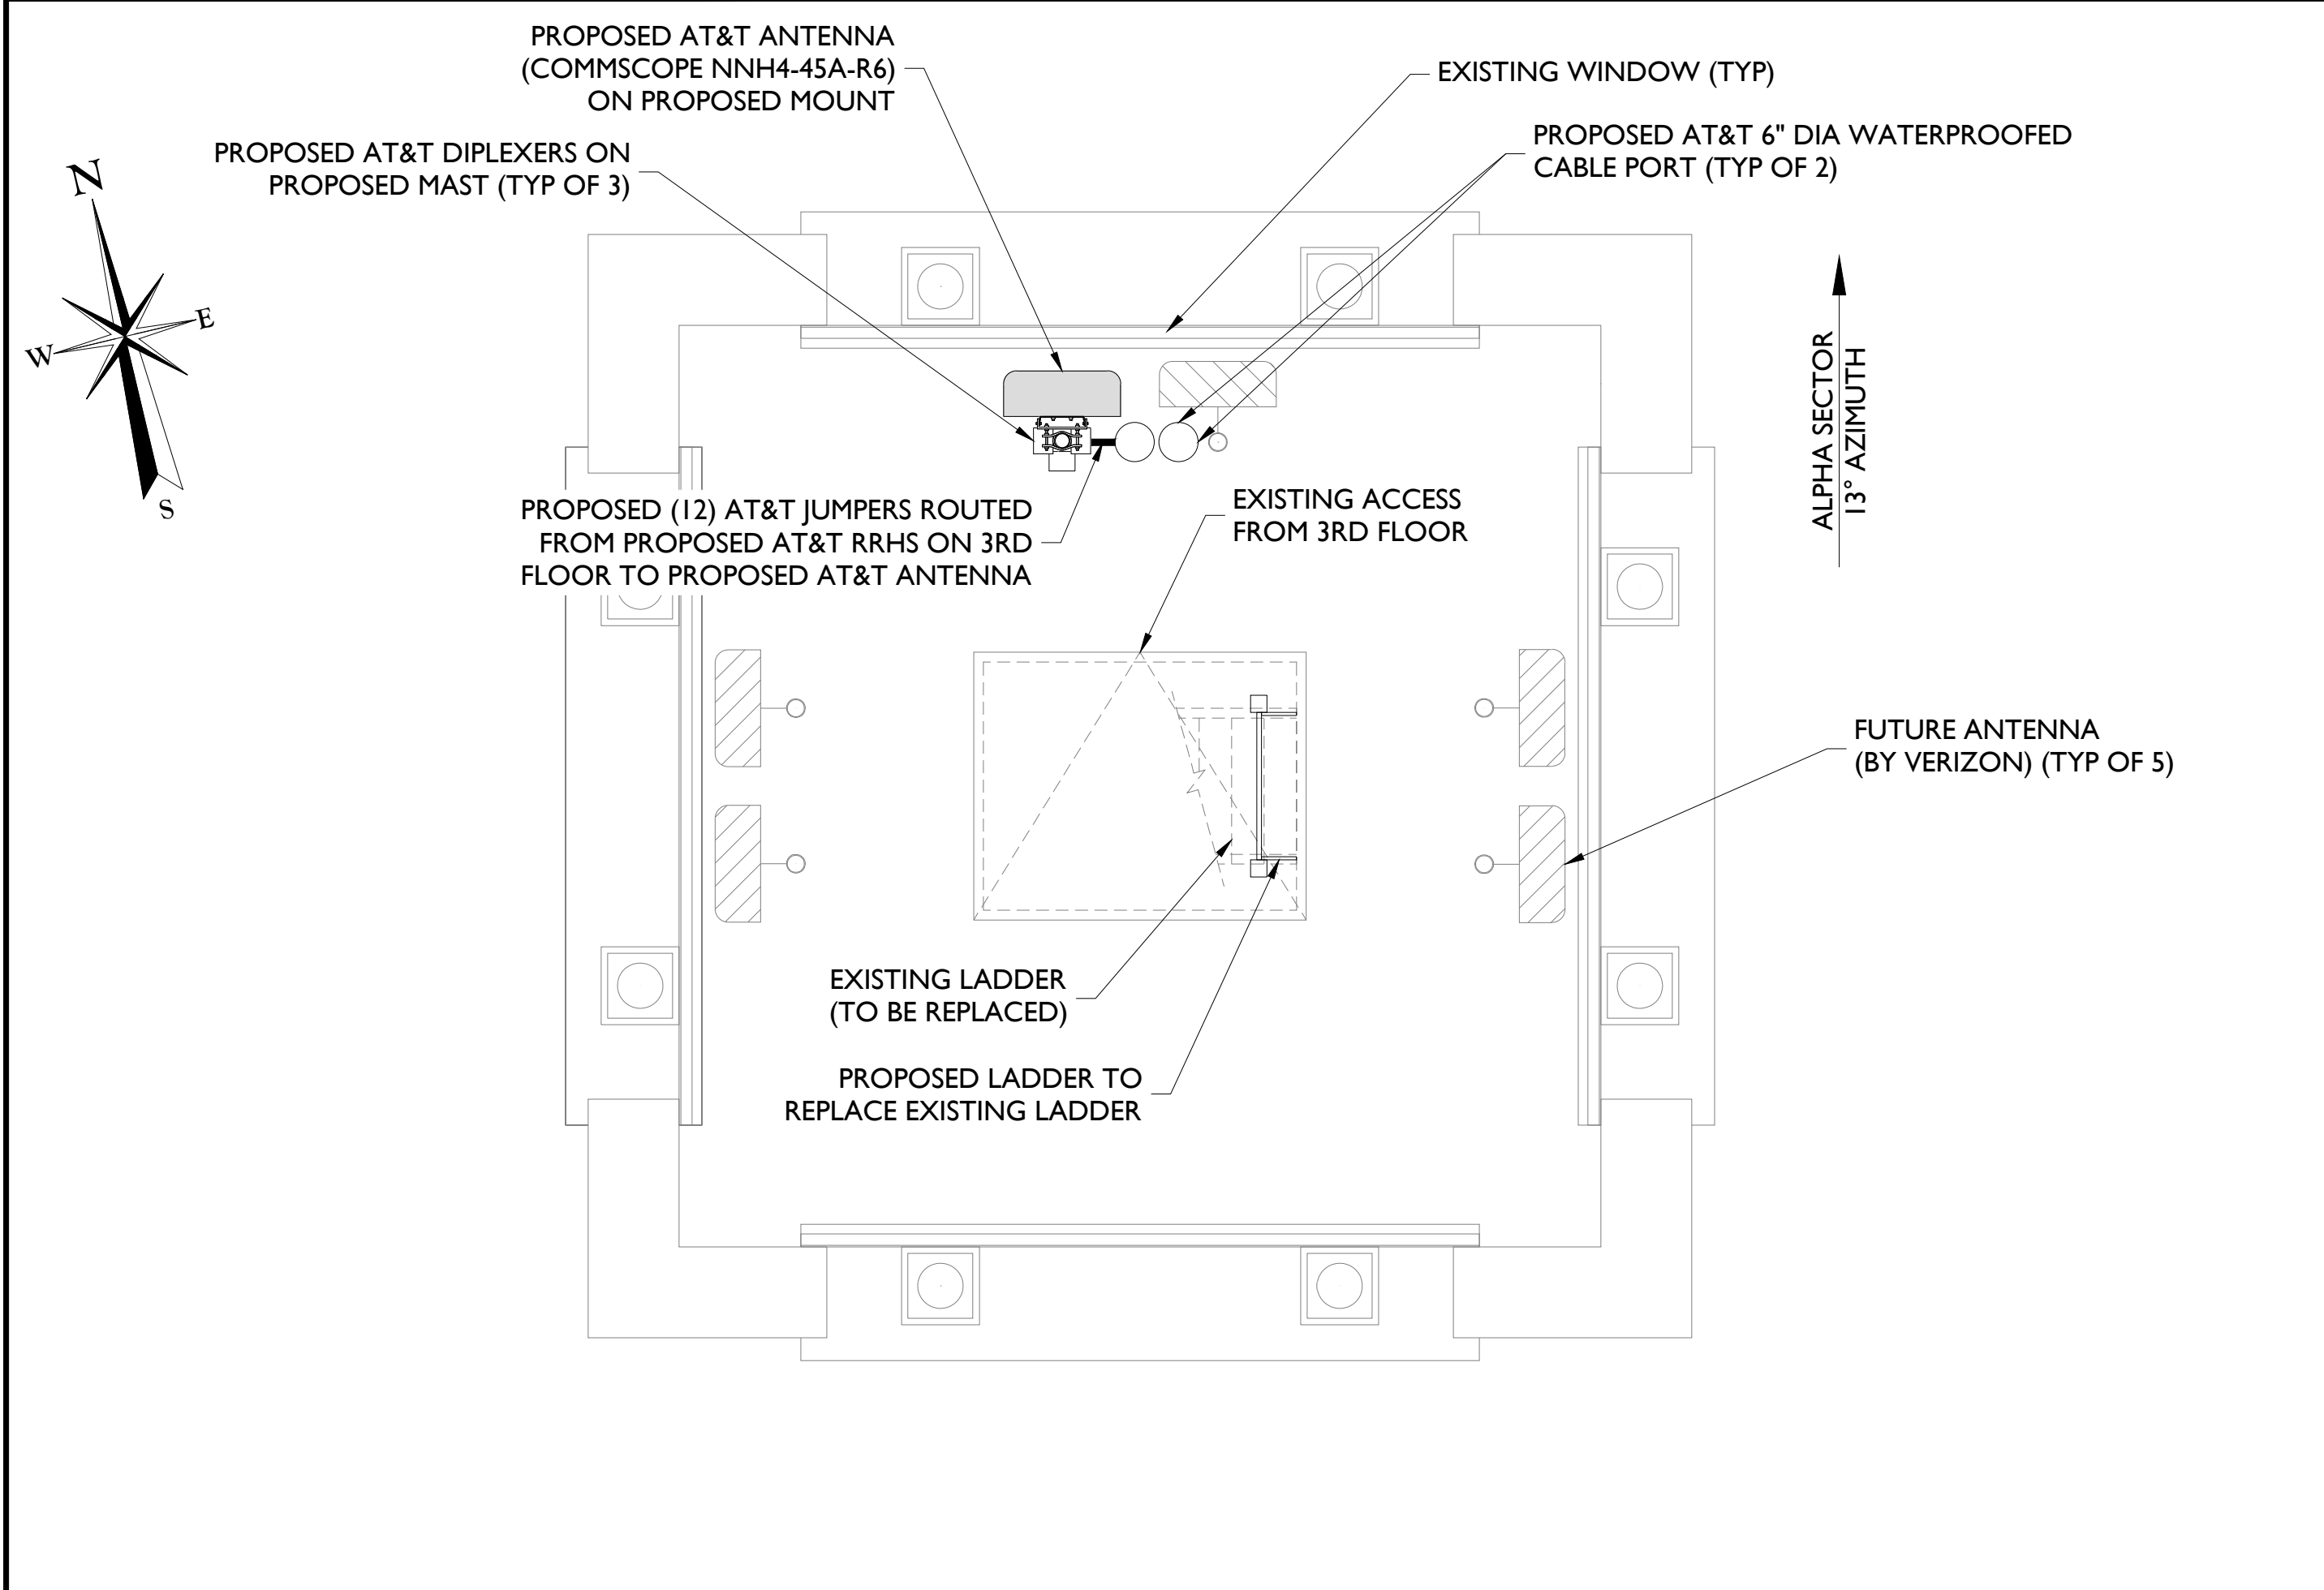 PROPOSED AT&T ANTENNA
(COMMSCOPE NNH4-45A-R6)
ON PROPOSED MOUNT
EXISTING WINDOW (TYP)
PROPOSED AT&T DIPLEXERS ON
PROPOSED MAST (TYP OF 3)
PROPOSED AT&T 6" DIA WATERPROOFED
CABLE PORT (TYP OF 2)
N
E
W
S
ALPHA SECTOR
13° AZIMUTH
PROPOSED (12) AT&T JUMPERS ROUTED
FROM PROPOSED AT&T RRHS ON 3RD
FLOOR TO PROPOSED AT&T ANTENNA
EXISTING ACCESS
FROM 3RD FLOOR
FUTURE ANTENNA
(BY VERIZON) (TYP OF 5)
EXISTING LADDER
(TO BE REPLACED)
PROPOSED LADDER TO
REPLACE EXISTING LADDER